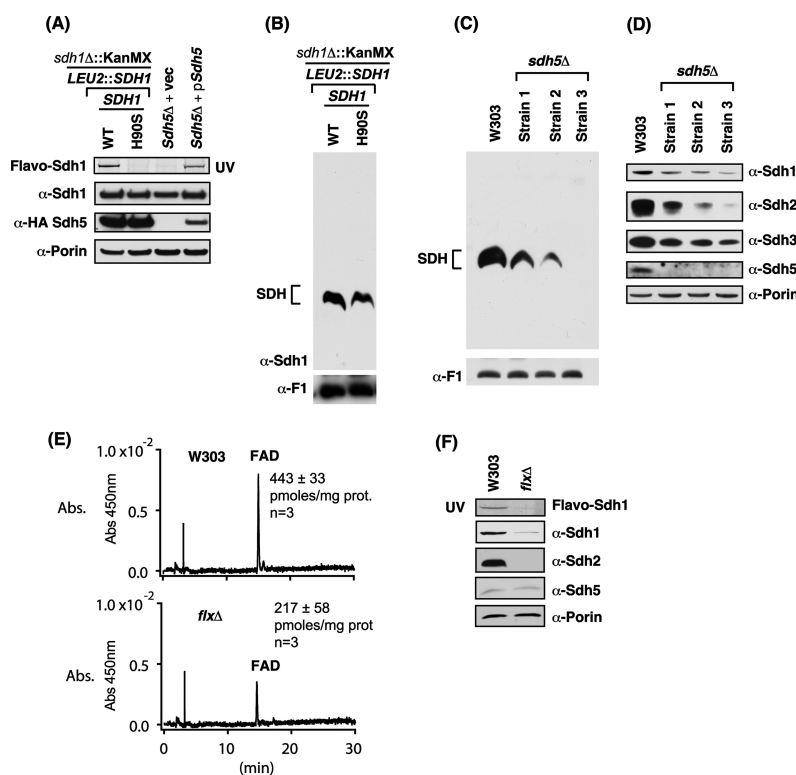 (A)
sdh1Δ::KanMX
LEU2::SDH1
SDH1
WT
H90S
Sdh5Δ + vec
Sdh5Δ + pSdh5
Flavo-Sdh1
UV
α-Sdh1
α-HA Sdh5
α-Porin
(B)
sdh1Δ::KanMX
LEU2::SDH1
SDH1
WT
H90S
SDH
α-Sdh1
α-F1
(C)
sdh5Δ
W303
Strain 1
Strain 2
Strain 3
SDH
α-F1
(D)
sdh5Δ
W303
Strain 1
Strain 2
Strain 3
α-Sdh1
α-Sdh2
α-Sdh3
α-Sdh5
α-Porin
(E)
1.0 x10⁻²
W303
FAD
443 ± 33
pmoles/mg prot.
n=3
Abs.
Abs 450nm
0.5
0.0
1.0 x10⁻²
flxΔ
217 ± 58
pmoles/mg prot
n=3
FAD
Abs.
Abs 450nm
0.5
0.0
0 10 20 30
(min)
(F)
W303
flxΔ
UV
Flavo-Sdh1
α-Sdh1
α-Sdh2
α-Sdh5
α-Porin